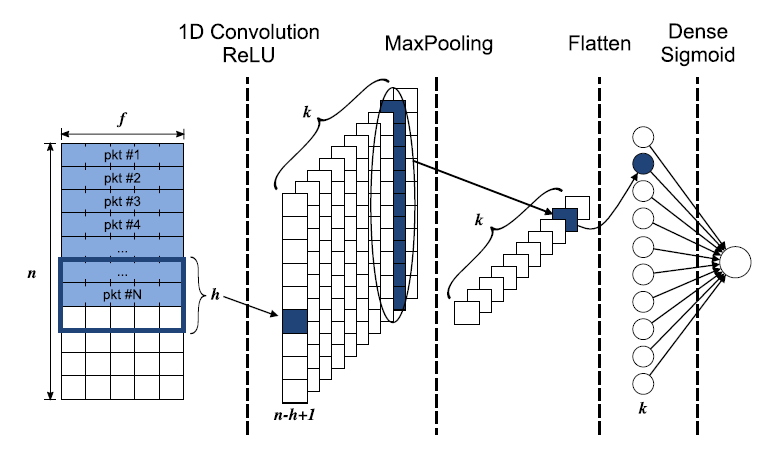 1D Convolution
ReLU
MaxPooling
Flatten
Dense
Sigmoid
f
n
pkt #1
pkt #2
pkt #3
pkt #4
...
...
pkt #N
h
k
n-h+1
k
k